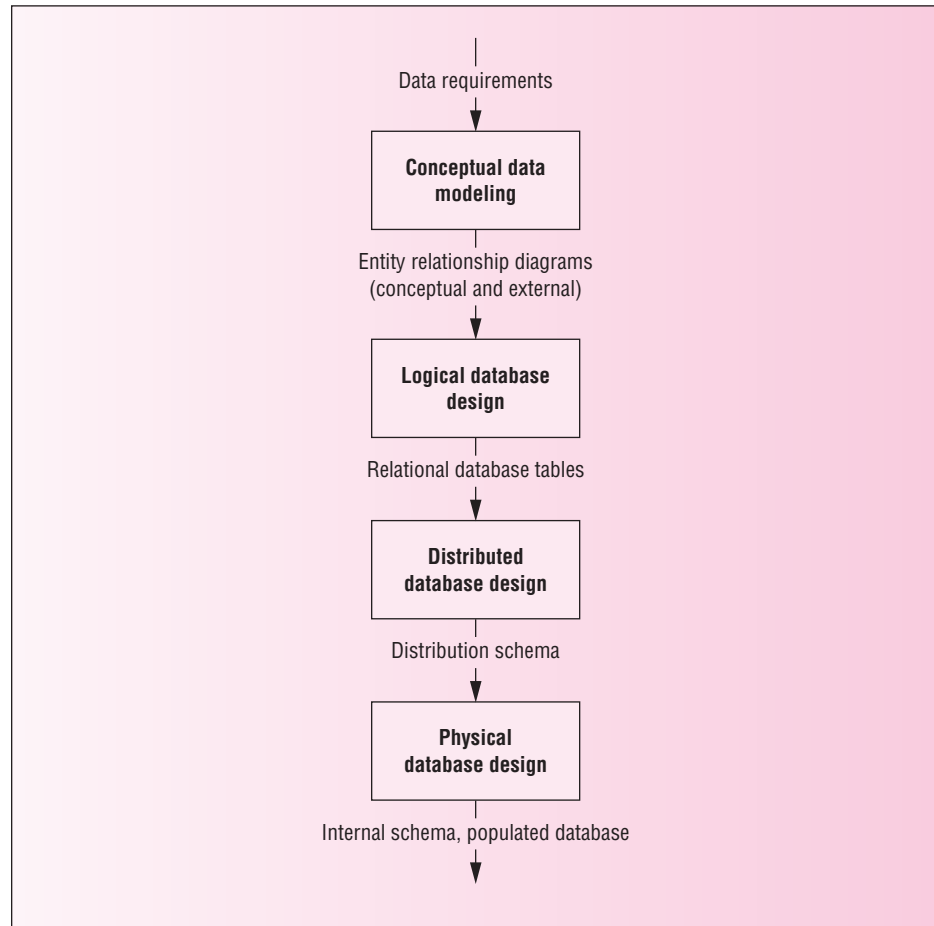 Data requirements
Conceptual data
modeling
Entity relationship diagrams
(conceptual and external)
Logical database
design
Relational database tables
Distributed
database design
Distribution schema
Physical
database design
Internal schema, populated database